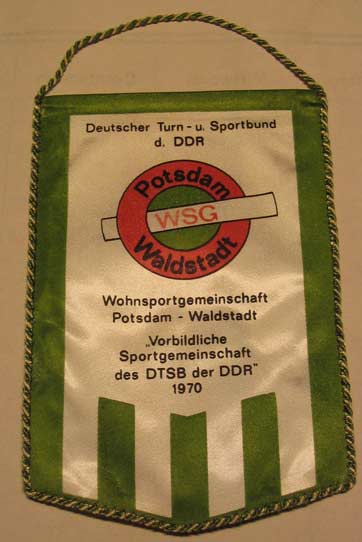 Deutscher Turn - u. Sportbund
d. DDR
Potsdam
WSG
Waldstadt
Wohnsportgemeinschaft
Potsdam - Waldstadt
„Vorbildliche
Sportgemeinschaft
des DTSB der DDR"
1970